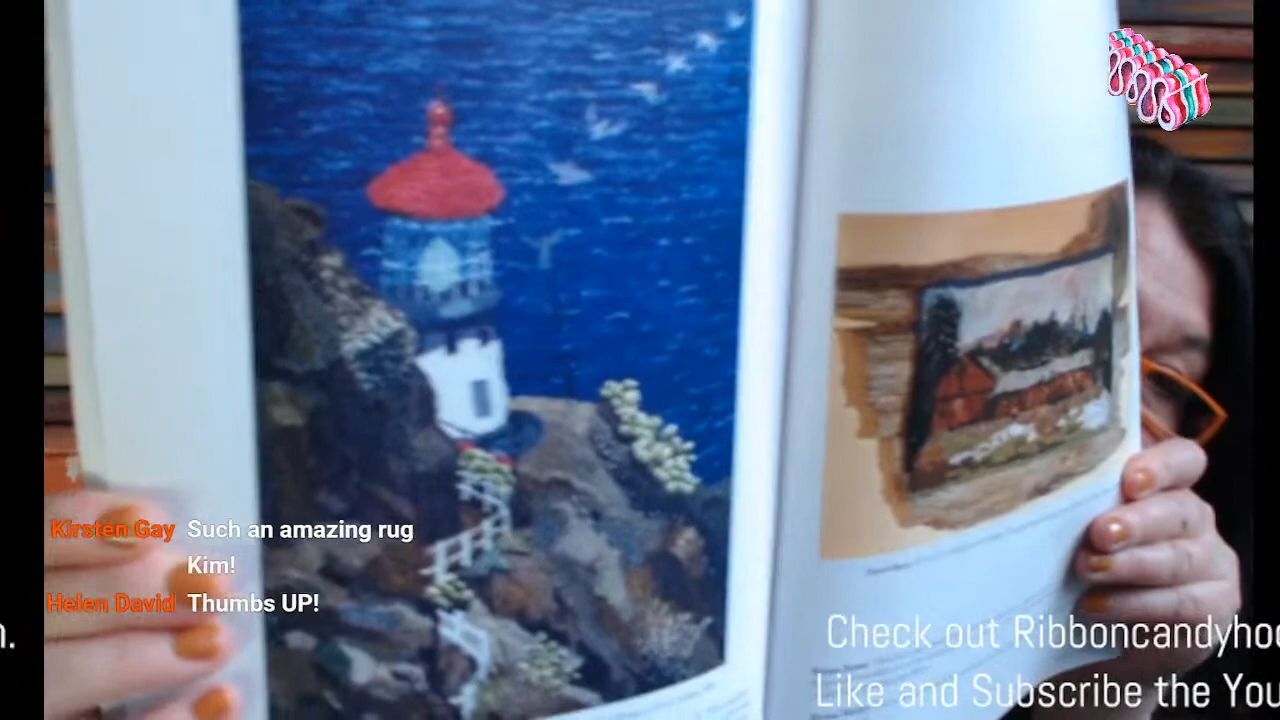 Kirsten Gay Such an amazing rug
Kim!
Helen David Thumbs UP!
n.
Check out Ribboncandyhoo
Like and Subscribe the You